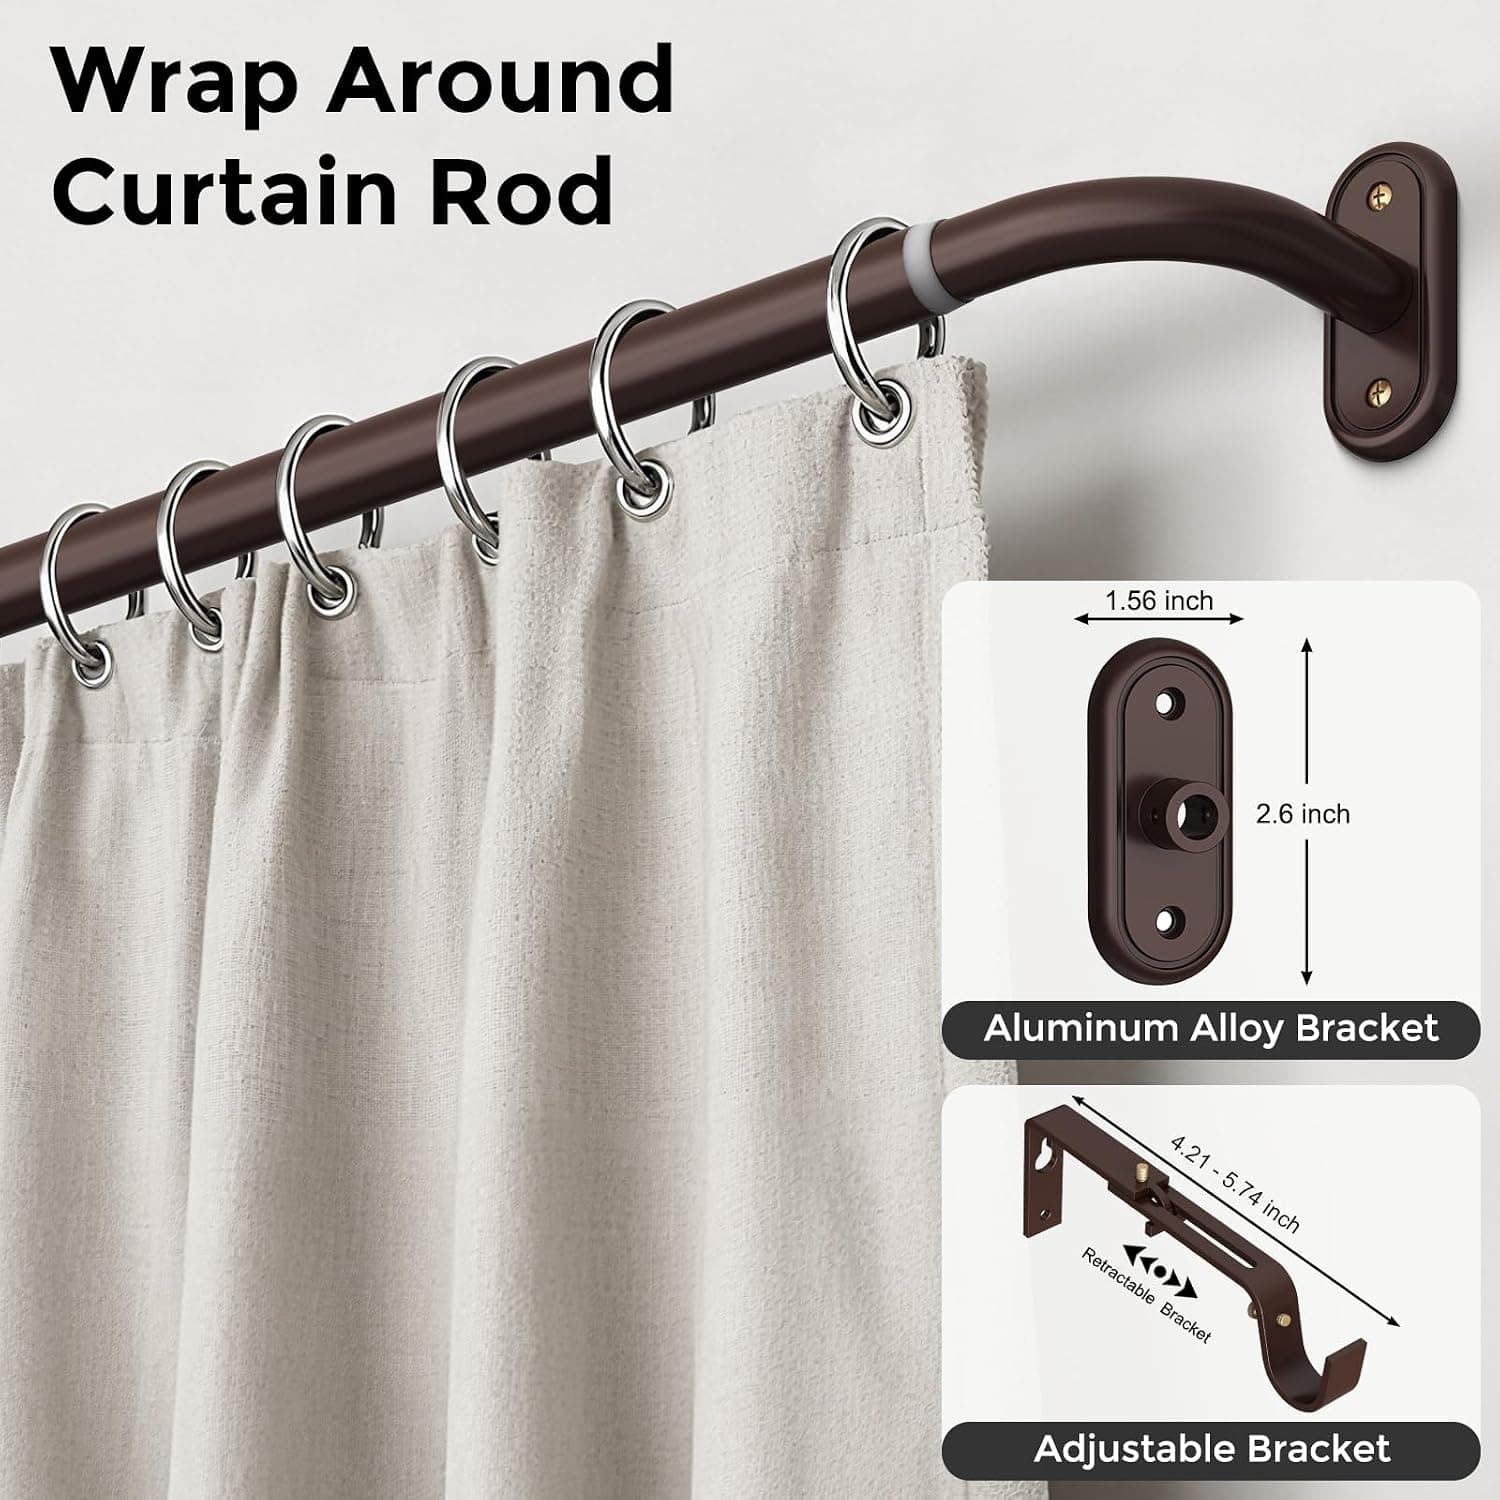 Wrap Around
Curtain Rod
1.56 inch
2.6 inch
Aluminum Alloy Bracket
4.21 - 5.74 inch
Retractable Bracket
Adjustable Bracket